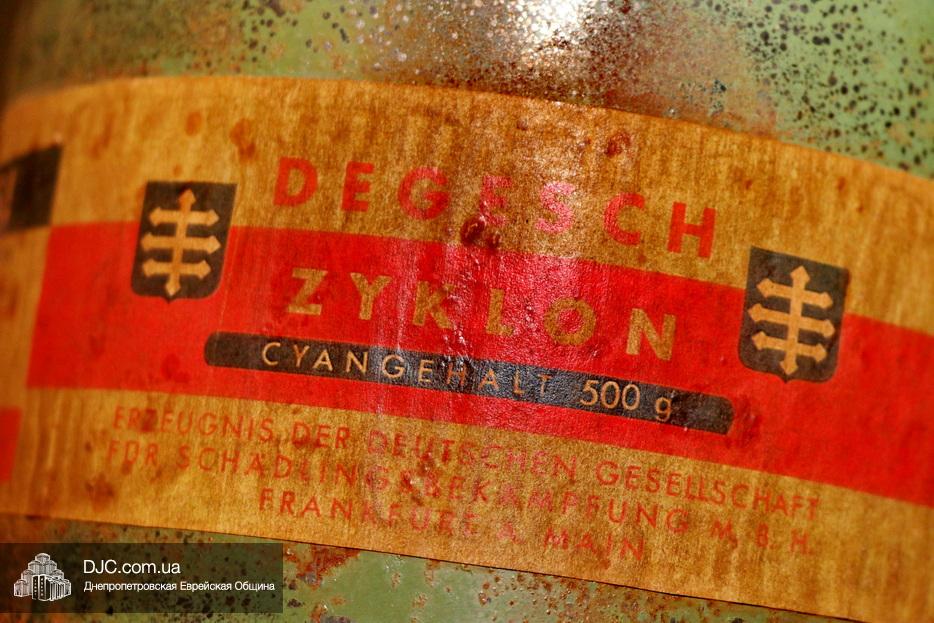 DEGESCH
ZYKLON
CYANGEHALT 500 g
ERZEUGNIS DER DEUTSCHEN GESELLSCHAFT
FÜR SCHÄDLINGSBEKÄMPFUNG M. B. H.
FRANKFURT A. MAIN
DJC.com.ua
Днепропетровская Еврейская Община